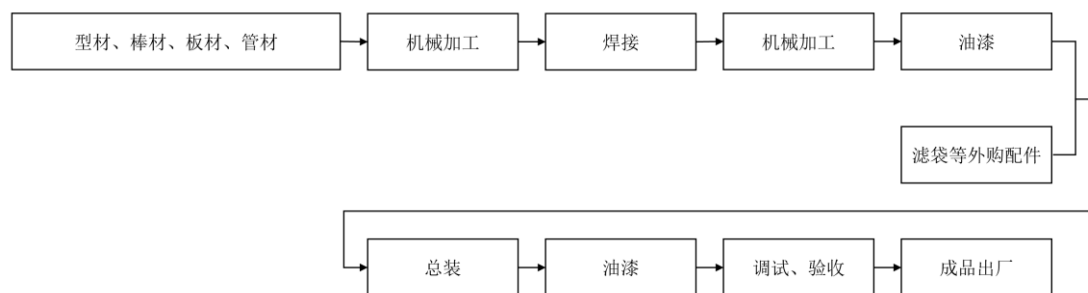 型材、棒材、板材、管材
机械加工
焊接
机械加工
油漆
滤袋等外购配件
总装
油漆
调试、验收
成品出厂